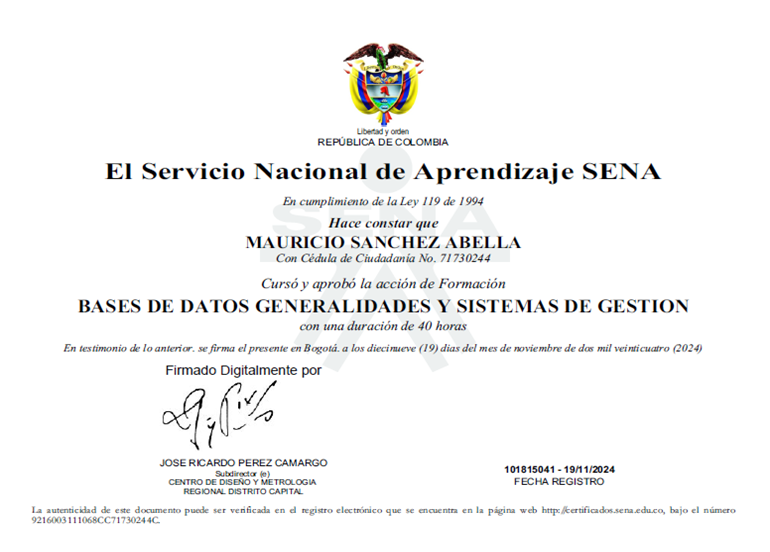 Libertad y orden
REPÚBLICA DE COLOMBIA
El Servicio Nacional de Aprendizaje SENA
En cumplimiento de la Ley 119 de 1994
SENA
Hace constar que
MAURICIO SANCHEZ ABELLA
Con Cédula de Ciudadanía No. 71730244
Cursó y aprobó la acción de Formación
BASES DE DATOS GENERALIDADES Y SISTEMAS DE GESTION
con una duración de 40 horas
En testimonio de lo anterior. se firma el presente en Bogotá. a los diecinueve (19) dias del mes de noviembre de dos mil veinticuatro (2024)
Firmado Digitalmente por
JOSE RICARDO PEREZ CAMARGO
Subdirector (e)
CENTRO DE DISEÑO Y METROLOGIA
REGIONAL DISTRITO CAPITAL
101815041 - 19/11/2024
FECHA REGISTRO
La autenticidad de este documento puede ser verificada en el registro electrónico que se encuentra en la página web http://certificados.sena.edu.co, bajo el número
9216003111068CC71730244C.